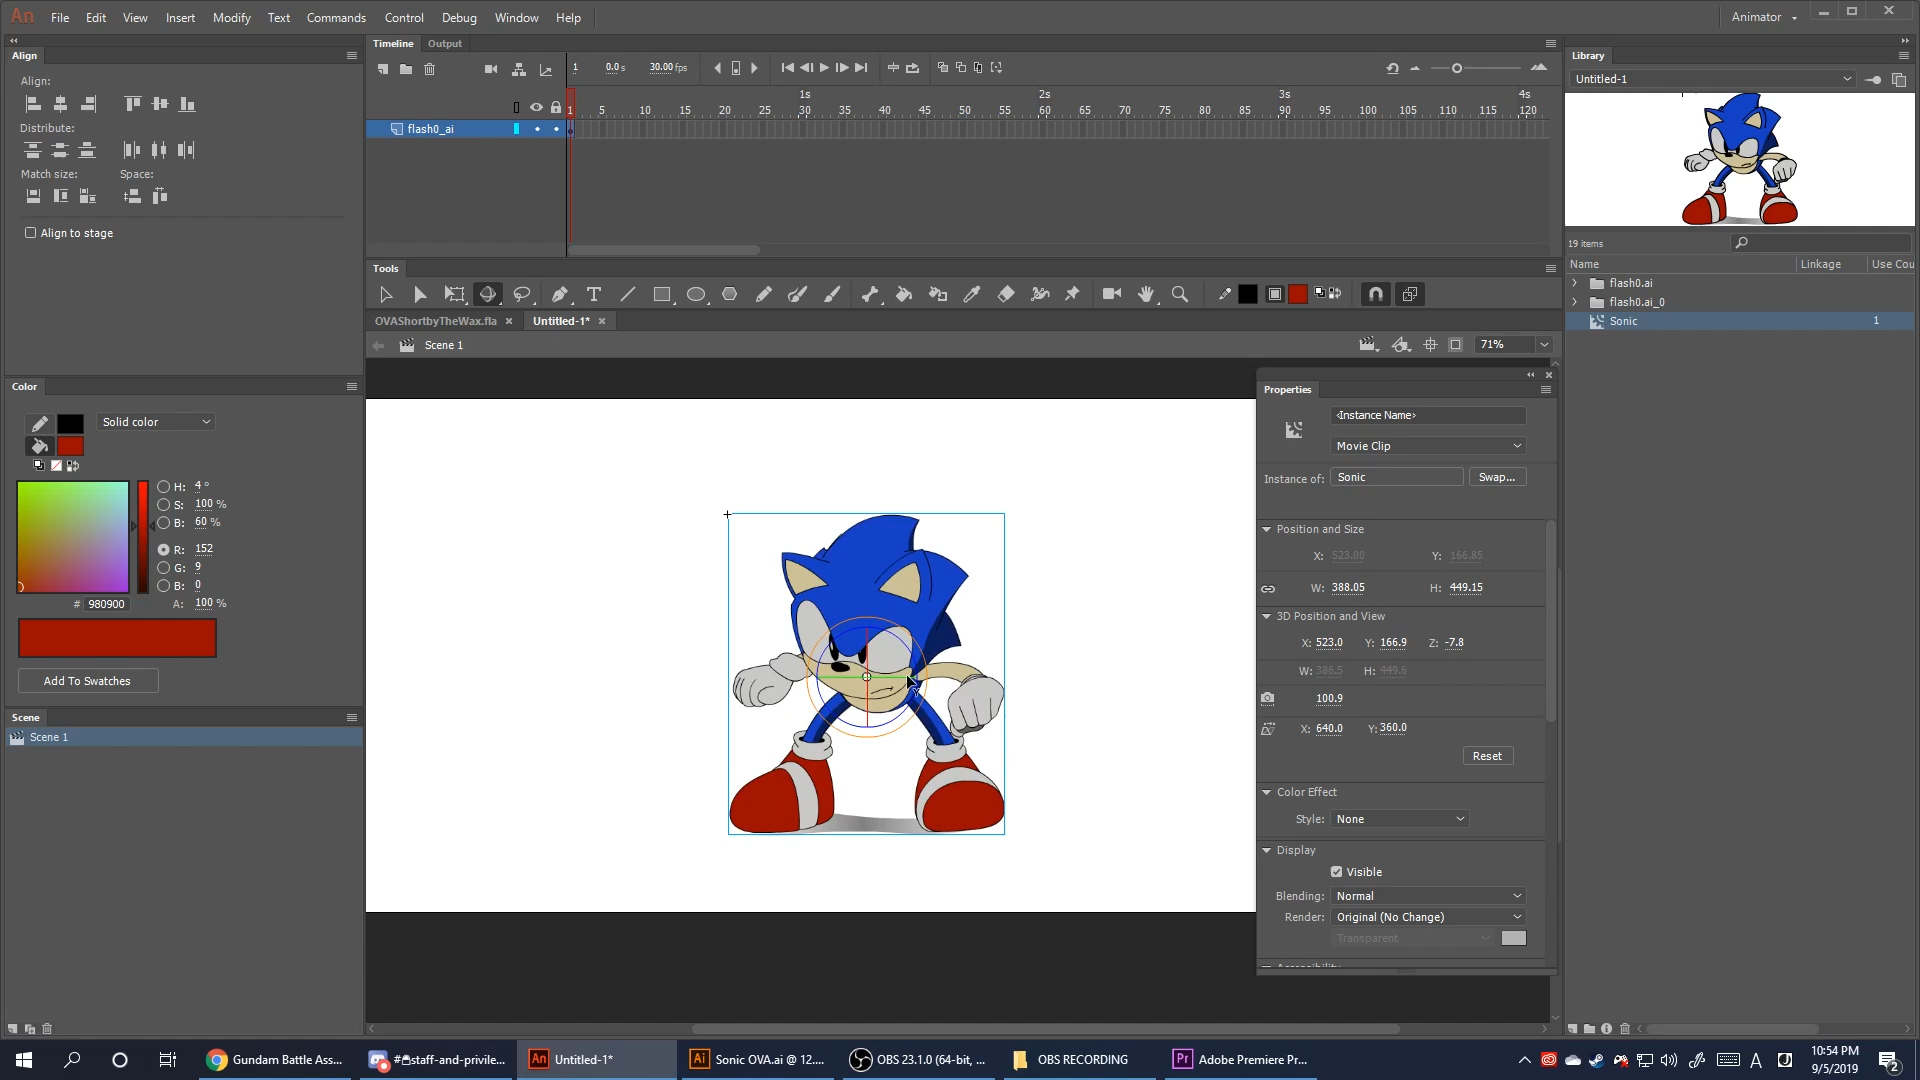 An File Edit View Insert Modify Text Commands Control Debug Window Help Animator
Align
Align:
Distribute:
Match size: Space:
Align to stage
Timeline Output
1 0.0 s 30.00 fps
1s 2s 3s 4s
1 5 10 15 20 25 30 35 40 45 50 55 60 65 70 75 80 85 90 95 100 105 110 115 120
flash0_ai
Tools
OVAShortbyTheWax.fla Untitled-1*
Scene 1 71%
Color
Solid color
H: 4 °
S: 100 %
B: 60 %
R: 152
G: 9
B: 0
# 980900 A: 100 %
Add To Swatches
Scene
Scene 1
Properties
<Instance Name>
Movie Clip
Instance of: Sonic Swap...
Position and Size
X: 523.00 Y: 166.85
W: 388.05 H: 449.15
3D Position and View
X: 523.0 Y: 166.9 Z: -7.8
W: 386.5 H: 449.6
100.9
X: 640.0 Y: 360.0
Reset
Color Effect
Style: None
Display
Visible
Blending: Normal
Render: Original (No Change)
Transparent
Library
Untitled-1
19 items
Name Linkage Use Cou
flash0.ai
flash0.ai_0
Sonic 1
Gundam Battle Ass... staff-and-privile... An Untitled-1* Ai Sonic OVA.ai @ 12.... OBS 23.1.0 (64-bit, ... OBS RECORDING Pr Adobe Premiere Pr...
10:54 PM
9/5/2019
2